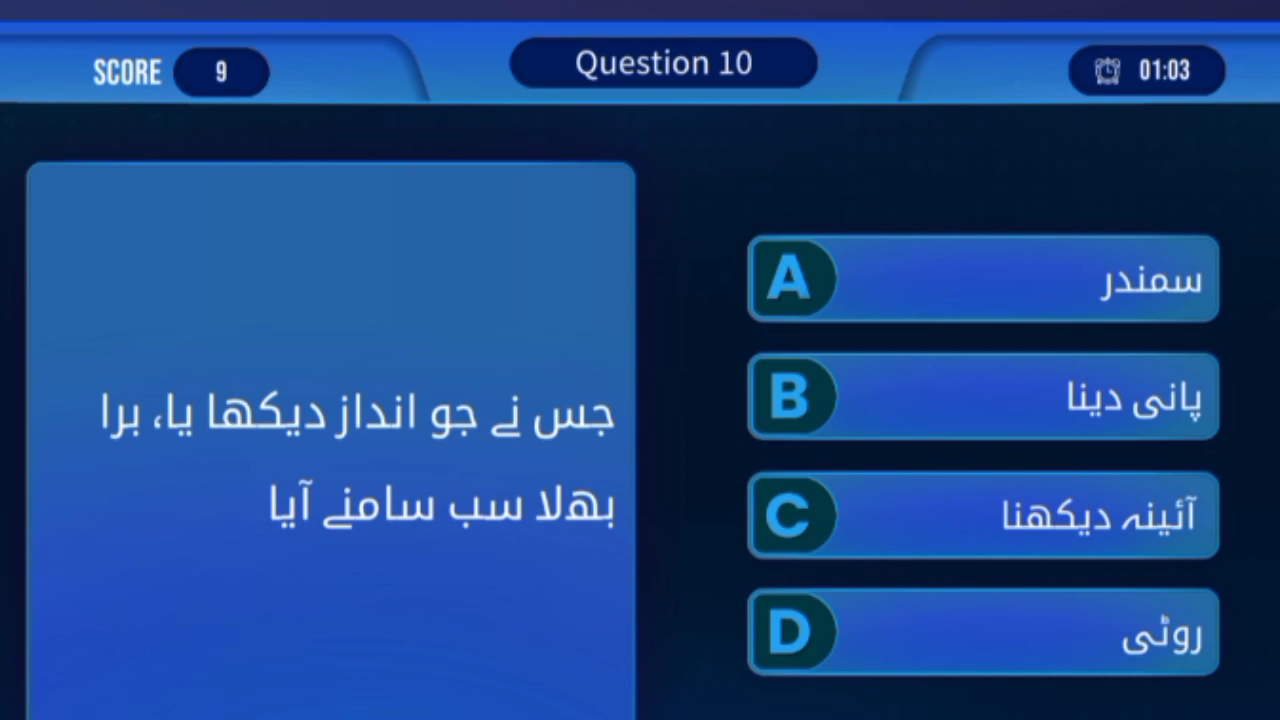 SCORE 9
Question 10
01:03
جس نے جو انداز دیکھا یا، برا
بھلا سب سامنے آیا
A سمندر
B پانی دینا
C آئینہ دیکھنا
D روٹی